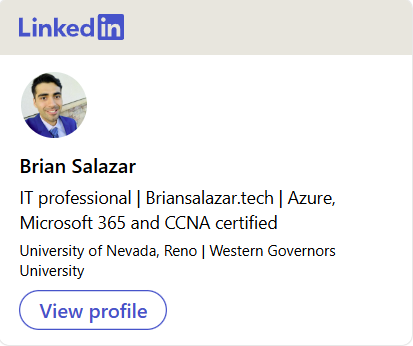 LinkedIn
Brian Salazar
IT professional | Briansalazar.tech | Azure,
Microsoft 365 and CCNA certified
University of Nevada, Reno | Western Governors
University
View profile